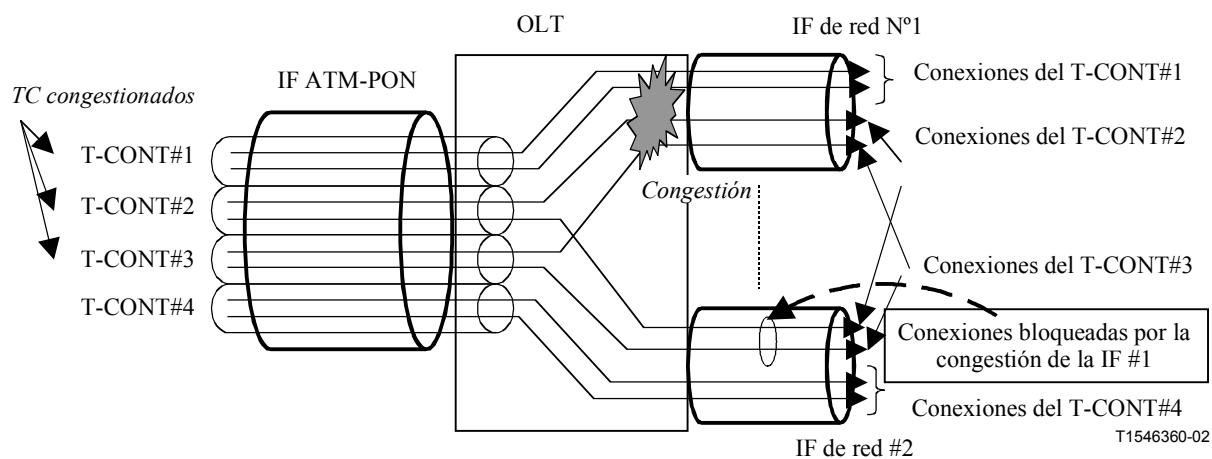 OLT
IF de red Nº1
IF ATM-PON
TC congestionados
T-CONT#1
T-CONT#2
T-CONT#3
T-CONT#4
Congestión
Conexiones del T-CONT#1
Conexiones del T-CONT#2
Conexiones del T-CONT#3
Conexiones bloqueadas por la
congestión de la IF #1
Conexiones del T-CONT#4
T1546360-02
IF de red #2